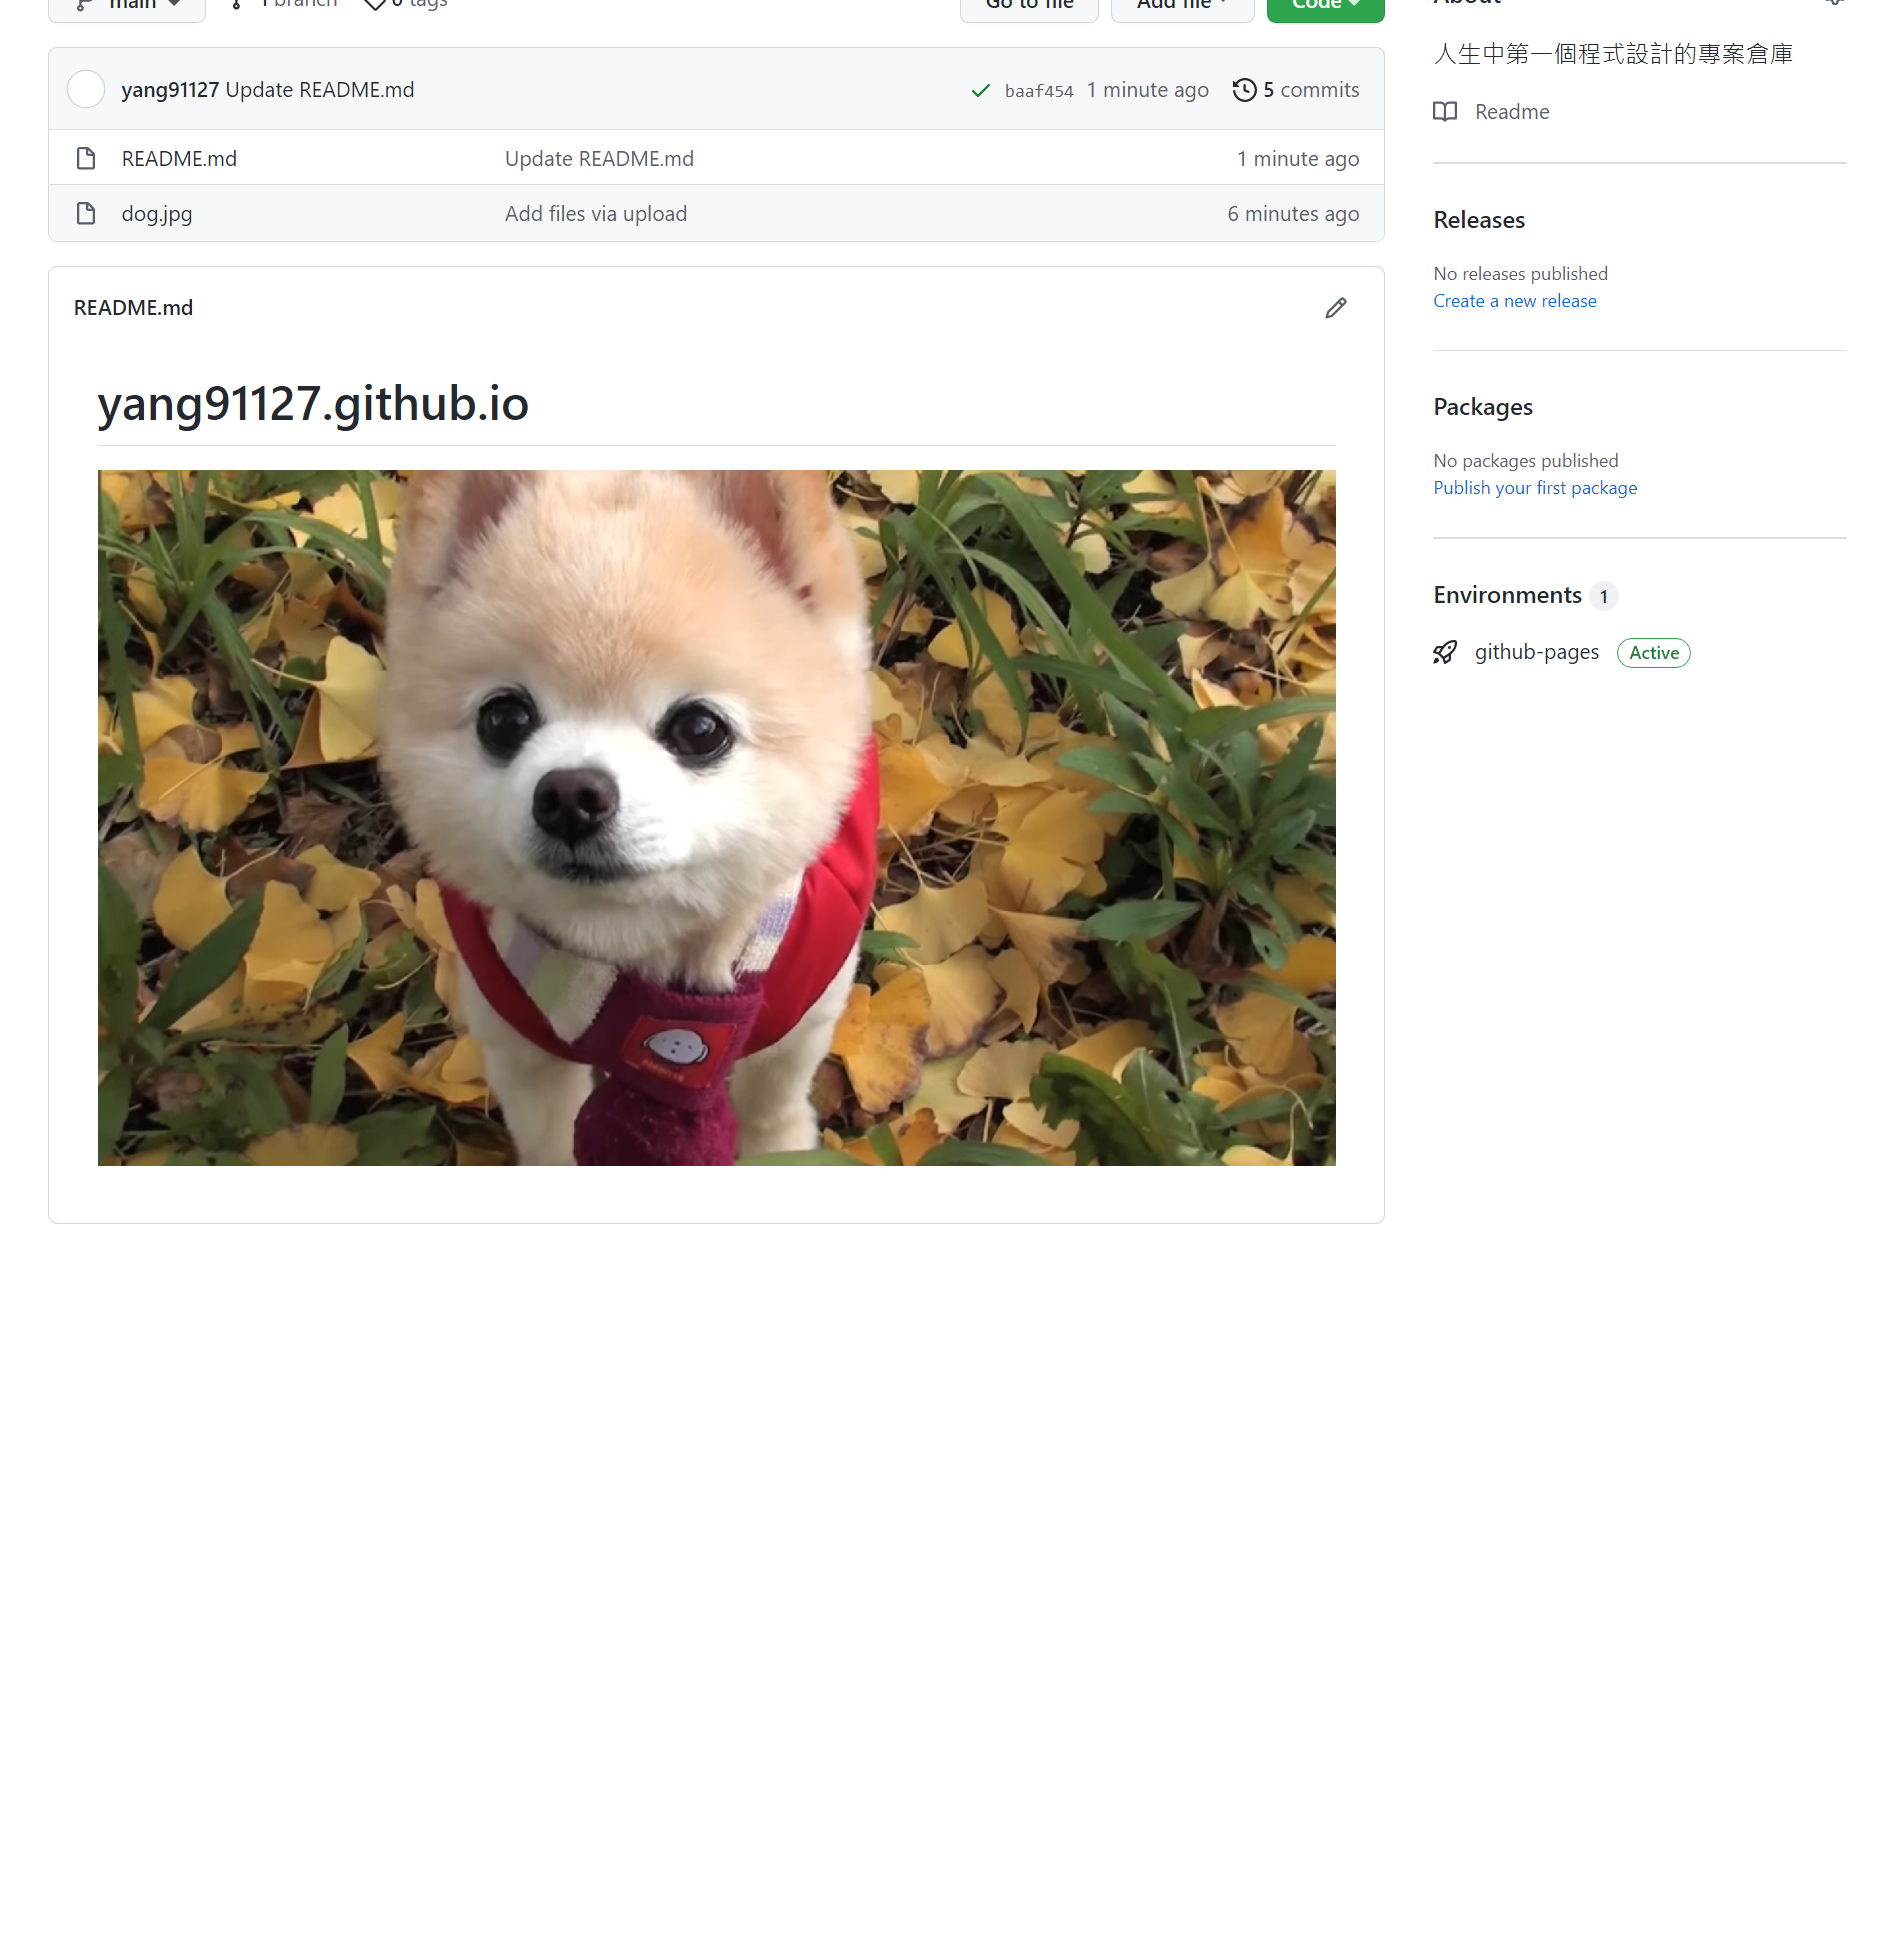 main 1 branch 0 tags Go to file Add file Code
yang91127 Update README.md baaf454 1 minute ago 5 commits
README.md Update README.md 1 minute ago
dog.jpg Add files via upload 6 minutes ago
README.md
yang91127.github.io
About
人生中第一個程式設計的專案倉庫
Readme
Releases
No releases published
Create a new release
Packages
No packages published
Publish your first package
Environments 1
github-pages Active